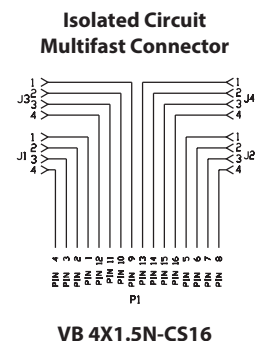 Isolated Circuit
Multifast Connector
1
2
J3
3
4
1
2
J4
3
4
1
2
J1
3
4
1
2
J2
3
4
PIN 4
PIN 3
PIN 2
PIN 1
PIN 12
PIN 11
PIN 10
PIN 9
PIN 13
PIN 14
PIN 15
PIN 16
PIN 5
PIN 6
PIN 7
PIN 8
P1
VB 4X1.5N-CS16